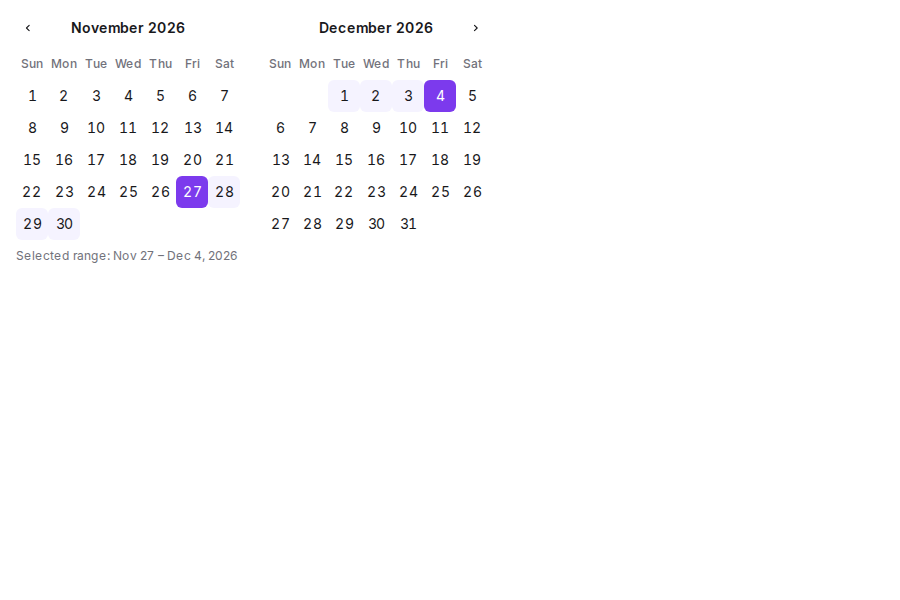 ‹ November 2026
Sun Mon Tue Wed Thu Fri Sat
1 2 3 4 5 6 7
8 9 10 11 12 13 14
15 16 17 18 19 20 21
22 23 24 25 26 27 28
29 30
December 2026 ›
Sun Mon Tue Wed Thu Fri Sat
1 2 3 4 5
6 7 8 9 10 11 12
13 14 15 16 17 18 19
20 21 22 23 24 25 26
27 28 29 30 31
Selected range: Nov 27 – Dec 4, 2026